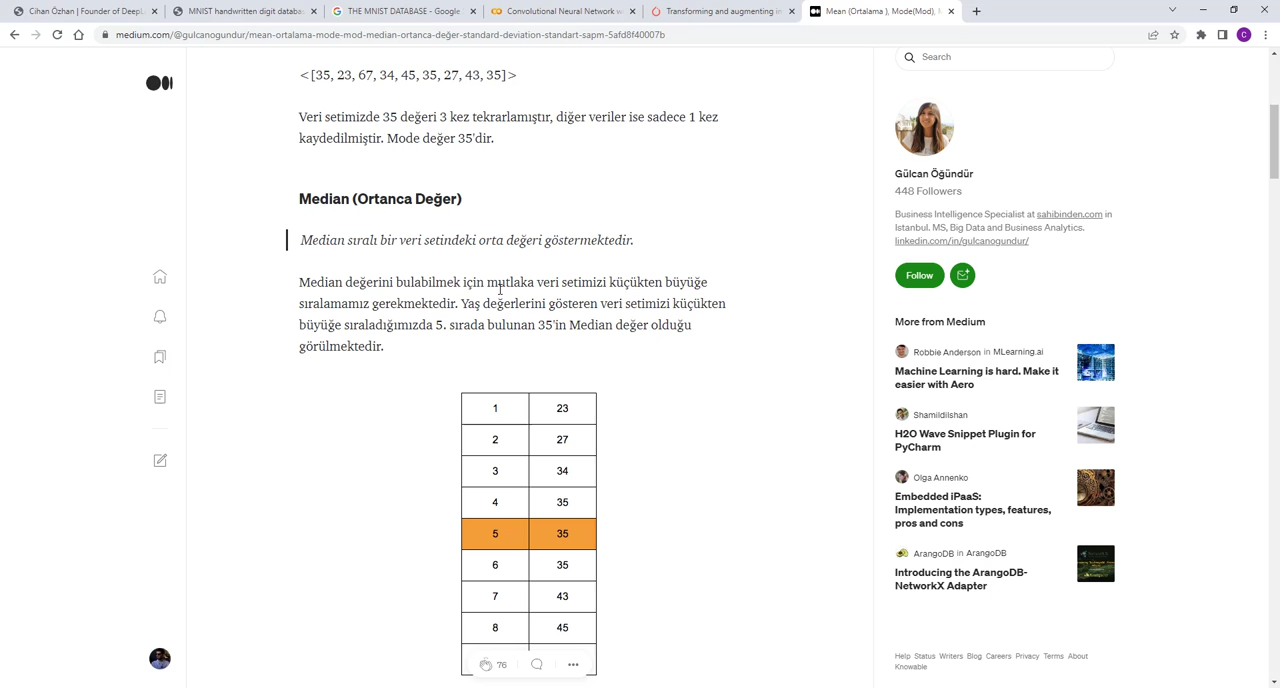 Cihan Özhan | Founder of DeepL
MNIST handwritten digit databa
THE MNIST DATABASE - Google
Convolutional Neural Network w
Transforming and augmenting in
Mean (Ortalama ), Mode(Mod), M
medium.com/@gulcanogundur/mean-ortalama-mode-mod-median-ortanca-değer-standard-deviation-standart-sapm-5afd8f40007b
C
Search
<[35, 23, 67, 34, 45, 35, 27, 43, 35]>
Veri setimizde 35 değeri 3 kez tekrarlamıştır, diğer veriler ise sadece 1 kez
kaydedilmiştir. Mode değer 35'dir.
Median (Ortanca Değer)
Median sıralı bir veri setindeki orta değeri göstermektedir.
Median değerini bulabilmek için mutlaka veri setimizi küçükten büyüğe
sıralamamız gerekmektedir. Yaş değerlerini gösteren veri setimizi küçükten
büyüğe sıraladığımızda 5. sırada bulunan 35'in Median değer olduğu
görülmektedir.
1 23
2 27
3 34
4 35
5 35
6 35
7 43
8 45
76
Gülcan Öğündür
448 Followers
Business Intelligence Specialist at sahibinden.com in
Istanbul. MS, Big Data and Business Analytics.
linkedin.com/in/gulcanogundur/
Follow
More from Medium
Robbie Anderson in MLearning.ai
Machine Learning is hard. Make it
easier with Aero
Shamildilshan
H2O Wave Snippet Plugin for
PyCharm
Olga Annenko
Embedded iPaaS:
Implementation types, features,
pros and cons
ArangoDB in ArangoDB
Introducing the ArangoDB-
NetworkX Adapter
Help Status Writers Blog Careers Privacy Terms About
Knowable